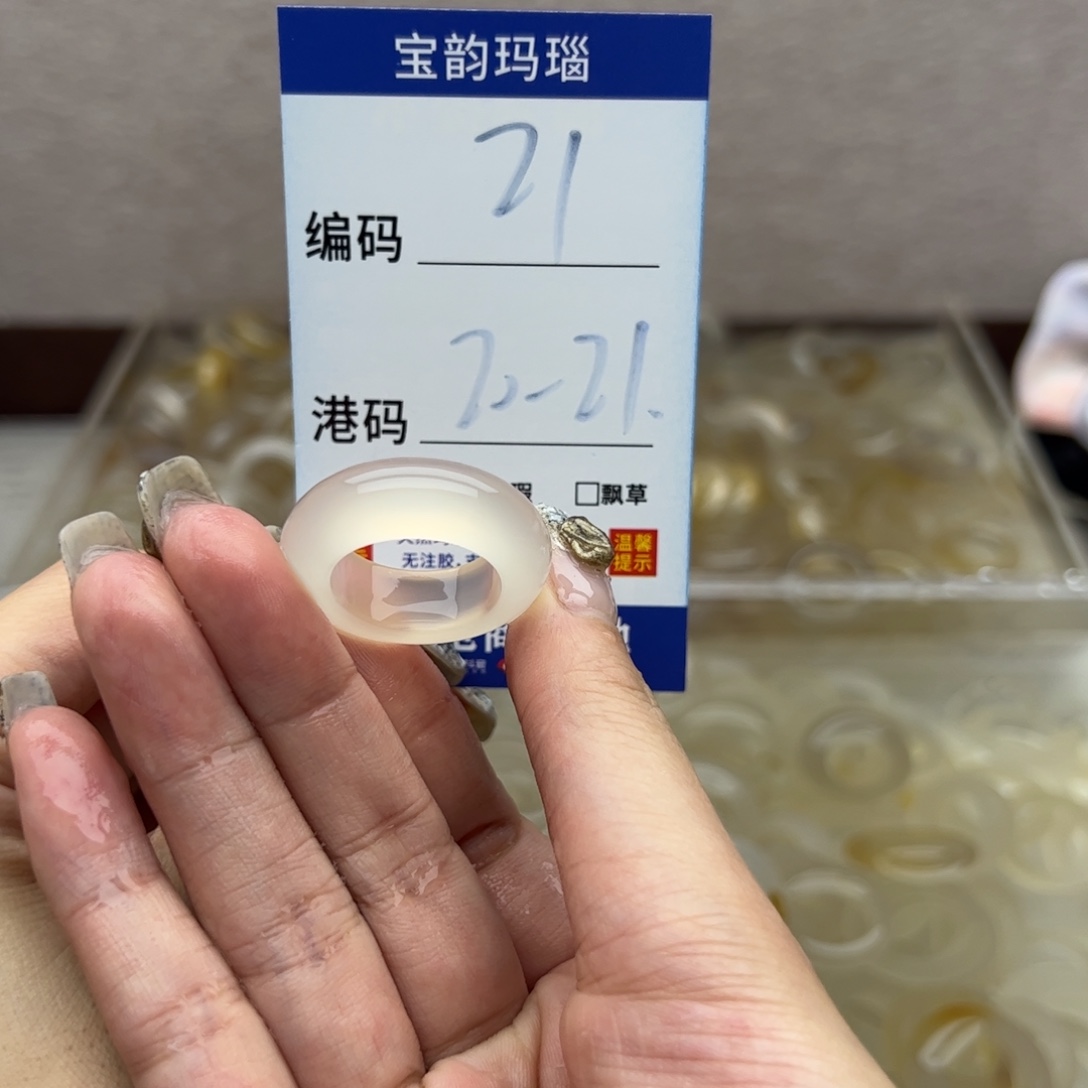 宝韵玛瑙
编码 21
港码 20-21.
瑕 □飘草
温馨
无注胶,
提示